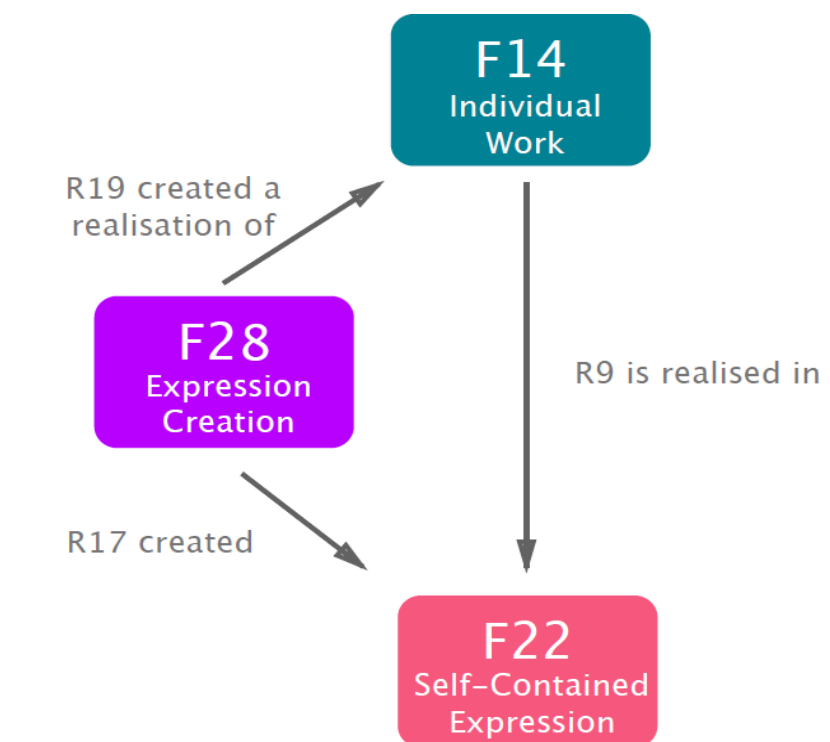 F14
Individual
Work
R19 created a
realisation of
F28
Expression
Creation
R9 is realised in
R17 created
F22
Self-Contained
Expression